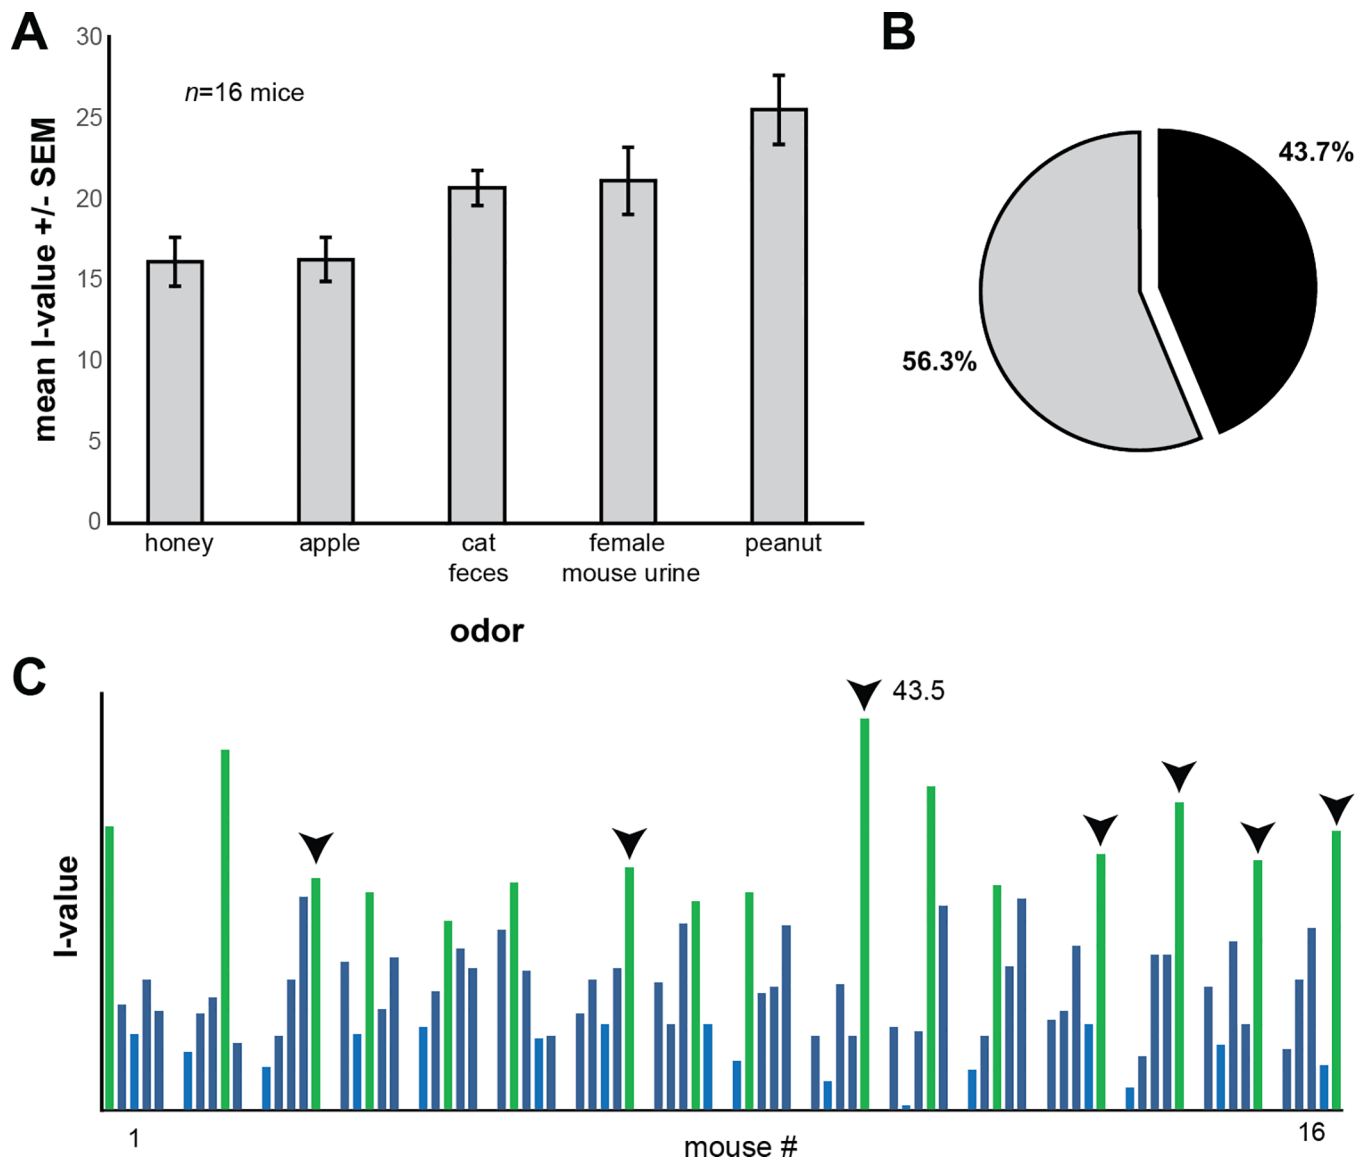 A
30
25
20
15
10
5
0
mean I-value +/- SEM
n=16 mice
honey
apple
cat
feces
female
mouse urine
peanut
odor
B
43.7%
56.3%
C
43.5
I-value
1
mouse #
16